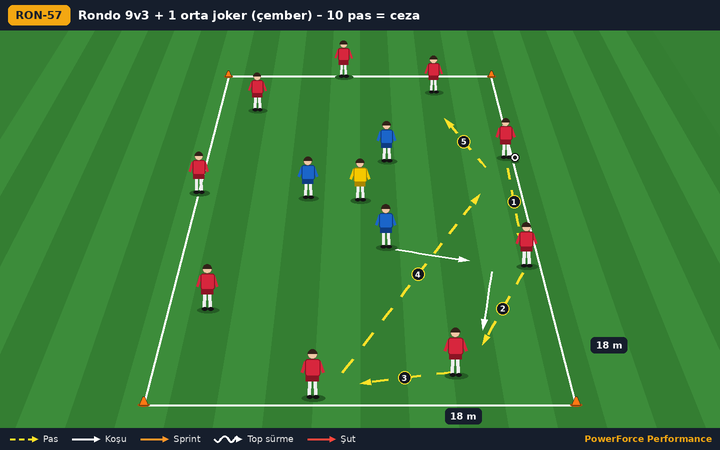 RON-57 Rondo 9v3 + 1 orta joker (çember) – 10 pas = ceza
5
1
4
2
18 m
3
18 m
Pas Koşu Sprint Top sürme Şut PowerForce Performance